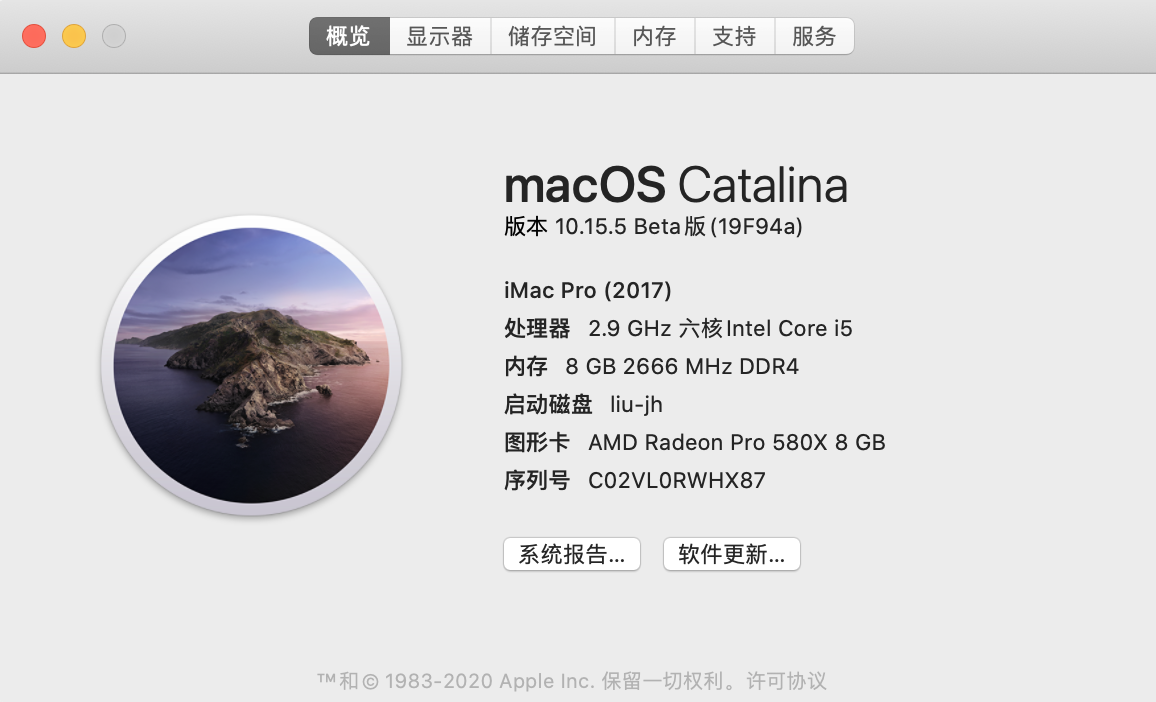 概览 显示器 储存空间 内存 支持 服务
macOS Catalina
版本 10.15.5 Beta版(19F94a)
iMac Pro (2017)
处理器 2.9 GHz 六核Intel Core i5
内存 8 GB 2666 MHz DDR4
启动磁盘 liu-jh
图形卡 AMD Radeon Pro 580X 8 GB
序列号 C02VL0RWHX87
系统报告... 软件更新...
™和© 1983-2020 Apple Inc. 保留一切权利。许可协议